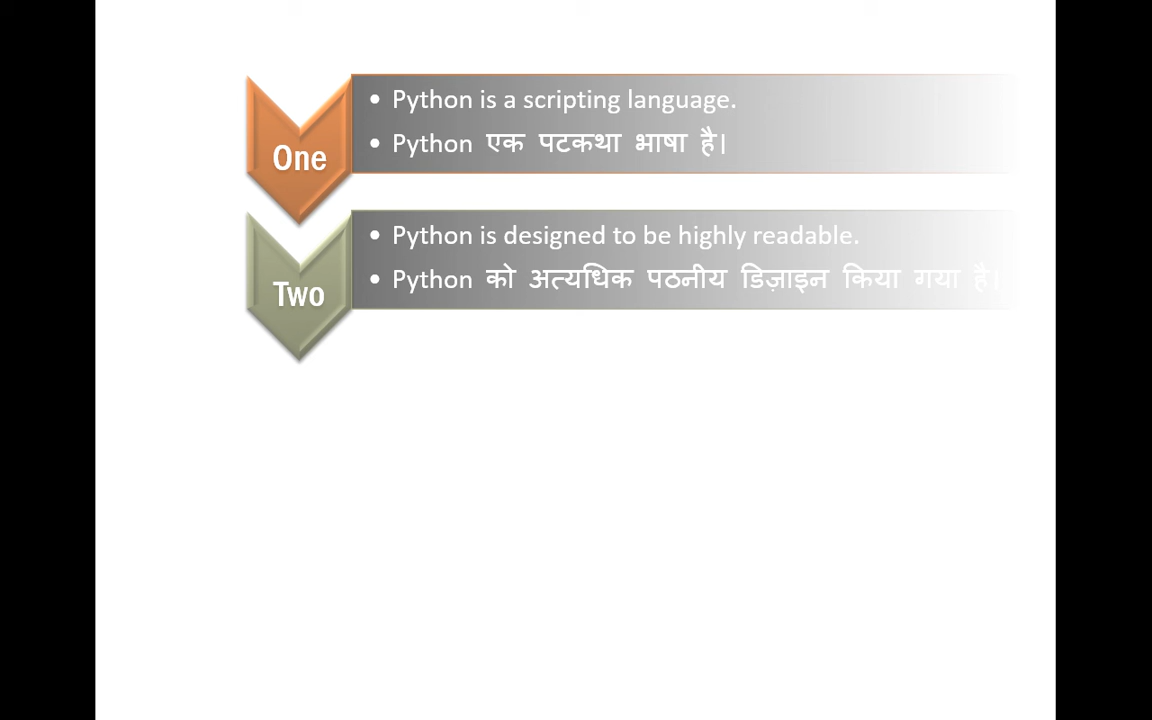 One
• Python is a scripting language.
• Python एक पटकथा भाषा है।
Two
• Python is designed to be highly readable.
• Python को अत्यधिक पठनीय डिज़ाइन किया गया है।